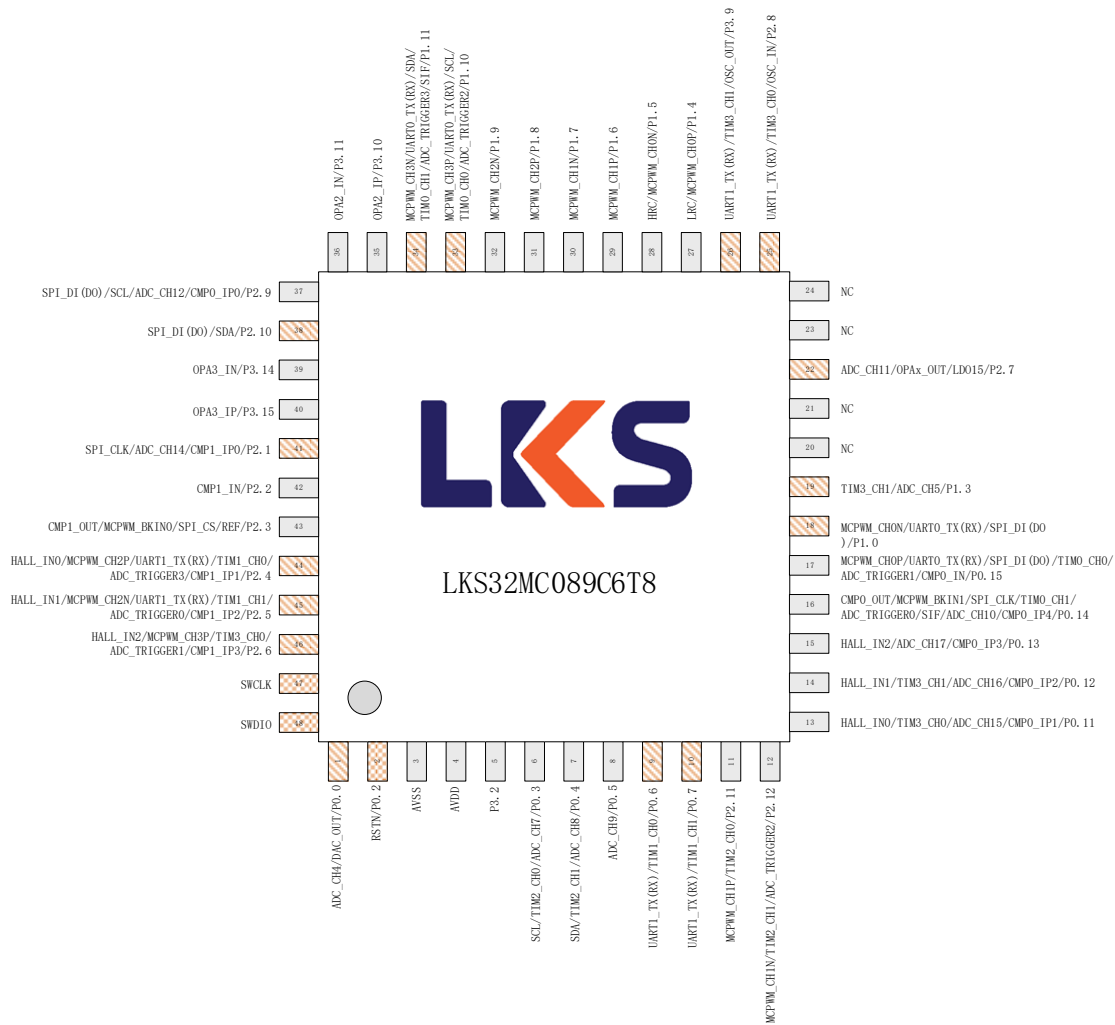 OPA2_IN/P3.11
OPA2_IP/P3.10
MCPWM_CH3N/UART0_TX(RX)/SDA/
TIM0_CH1/ADC_TRIGGER3/SIF/P1.11
MCPWM_CH3P/UART0_TX(RX)/SCL/
TIM0_CH0/ADC_TRIGGER2/P1.10
MCPWM_CH2N/P1.9
MCPWM_CH2P/P1.8
MCPWM_CH1N/P1.7
MCPWM_CH1P/P1.6
HRC/MCPWM_CH0N/P1.5
LRC/MCPWM_CH0P/P1.4
UART1_TX(RX)/TIM3_CH1/OSC_OUT/P3.9
UART1_TX(RX)/TIM3_CH0/OSC_IN/P2.8
36
35
34
33
32
31
30
29
28
27
26
25
SPI_DI(DO)/SCL/ADC_CH12/CMP0_IP0/P2.9
37
SPI_DI(DO)/SDA/P2.10
38
OPA3_IN/P3.14
39
OPA3_IP/P3.15
40
SPI_CLK/ADC_CH14/CMP1_IP0/P2.1
41
CMP1_IN/P2.2
42
CMP1_OUT/MCPWM_BKIN0/SPI_CS/REF/P2.3
43
HALL_IN0/MCPWM_CH2P/UART1_TX(RX)/TIM1_CH0/
ADC_TRIGGER3/CMP1_IP1/P2.4
44
HALL_IN1/MCPWM_CH2N/UART1_TX(RX)/TIM1_CH1/
ADC_TRIGGER0/CMP1_IP2/P2.5
45
HALL_IN2/MCPWM_CH3P/TIM3_CH0/
ADC_TRIGGER1/CMP1_IP3/P2.6
46
SWCLK
47
SWDIO
48
LKS
LKS32MC089C6T8
24
NC
23
NC
22
ADC_CH11/OPAx_OUT/LDO15/P2.7
21
NC
20
NC
19
TIM3_CH1/ADC_CH5/P1.3
18
MCPWM_CH0N/UART0_TX(RX)/SPI_DI(DO
)/P1.0
17
MCPWM_CH0P/UART0_TX(RX)/SPI_DI(DO)/TIM0_CH0/
ADC_TRIGGER1/CMP0_IN/P0.15
16
CMP0_OUT/MCPWM_BKIN1/SPI_CLK/TIM0_CH1/
ADC_TRIGGER0/SIF/ADC_CH10/CMP0_IP4/P0.14
15
HALL_IN2/ADC_CH17/CMP0_IP3/P0.13
14
HALL_IN1/TIM3_CH1/ADC_CH16/CMP0_IP2/P0.12
13
HALL_IN0/TIM3_CH0/ADC_CH15/CMP0_IP1/P0.11
1
2
3
4
5
6
7
8
9
10
11
12
ADC_CH4/DAC_OUT/P0.0
RSTN/P0.2
AVSS
AVDD
P3.2
SCL/TIM2_CH0/ADC_CH7/P0.3
SDA/TIM2_CH1/ADC_CH8/P0.4
ADC_CH9/P0.5
UART1_TX(RX)/TIM1_CH0/P0.6
UART1_TX(RX)/TIM1_CH1/P0.7
MCPWM_CH1P/TIM2_CH0/P2.11
MCPWM_CH1N/TIM2_CH1/ADC_TRIGGER2/P2.12